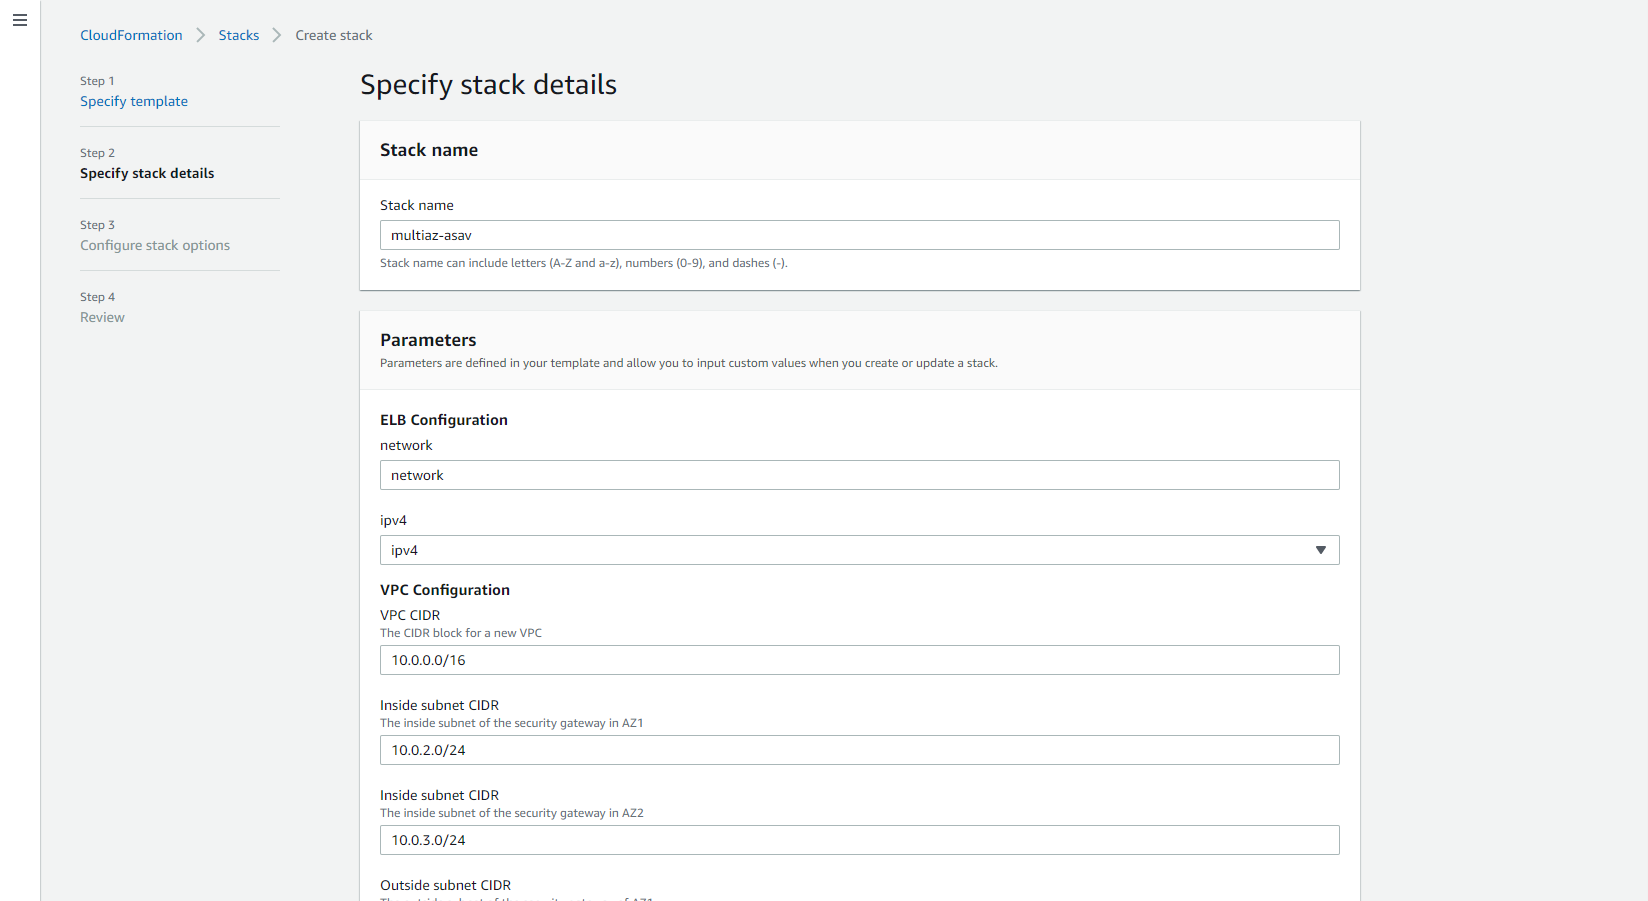 CloudFormation > Stacks > Create stack
Step 1
Specify template
Step 2
Specify stack details
Step 3
Configure stack options
Step 4
Review
Specify stack details
Stack name
Stack name
multiaz-asav
Stack name can include letters (A-Z and a-z), numbers (0-9), and dashes (-).
Parameters
Parameters are defined in your template and allow you to input custom values when you create or update a stack.
ELB Configuration
network
network
ipv4
ipv4
VPC Configuration
VPC CIDR
The CIDR block for a new VPC
10.0.0.0/16
Inside subnet CIDR
The inside subnet of the security gateway in AZ1
10.0.2.0/24
Inside subnet CIDR
The inside subnet of the security gateway in AZ2
10.0.3.0/24
Outside subnet CIDR